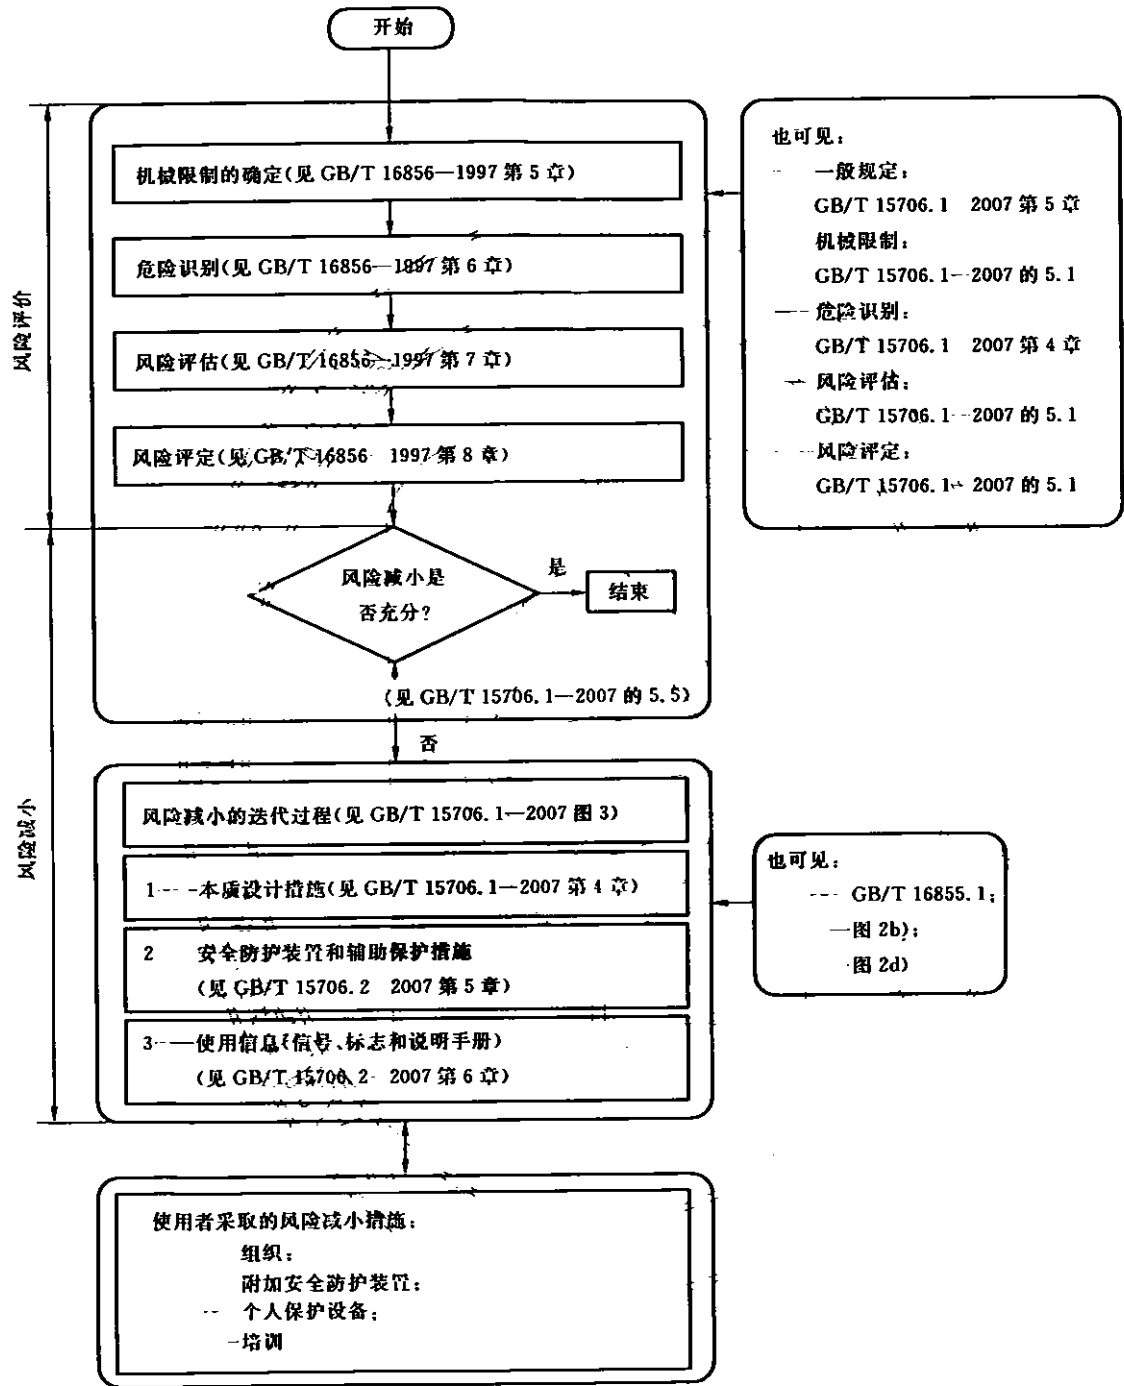 开始
风险评价
机械限制的确定(见 GB/T 16856—1997 第 5 章)
危险识别(见 GB/T 16856—1997 第 6 章)
风险评估(见 GB/T 16856—1997 第 7 章)
风险评定(见 GB/T 16856 1997 第 8 章)
风险减小是
否充分?
是
结束
(见 GB/T 15706.1—2007 的 5.5)
否
也可见:
一般规定:
GB/T 15706.1 2007 第 5 章
机械限制:
GB/T 15706.1--2007 的 5.1
—— 危险识别:
GB/T 15706.1 2007 第 4 章
— 风险评估:
GB/T 15706.1--2007 的 5.1
—— 风险评定:
GB/T 15706.1— 2007 的 5.1
风险减小
风险减小的迭代过程(见 GB/T 15706.1—2007 图 3)
1----本质设计措施(见 GB/T 15706.1—2007 第 4 章)
2 安全防护装置和辅助保护措施
(见 GB/T 15706.2 2007 第 5 章)
3——使用信息(信号、标志和说明手册)
(见 GB/T 15706.2- 2007 第 6 章)
也可见:
--- GB/T 16855.1;
—图 2b);
图 2d)
使用者采取的风险减小措施:
组织;
附加安全防护装置;
-- 个人保护设备;
—培训